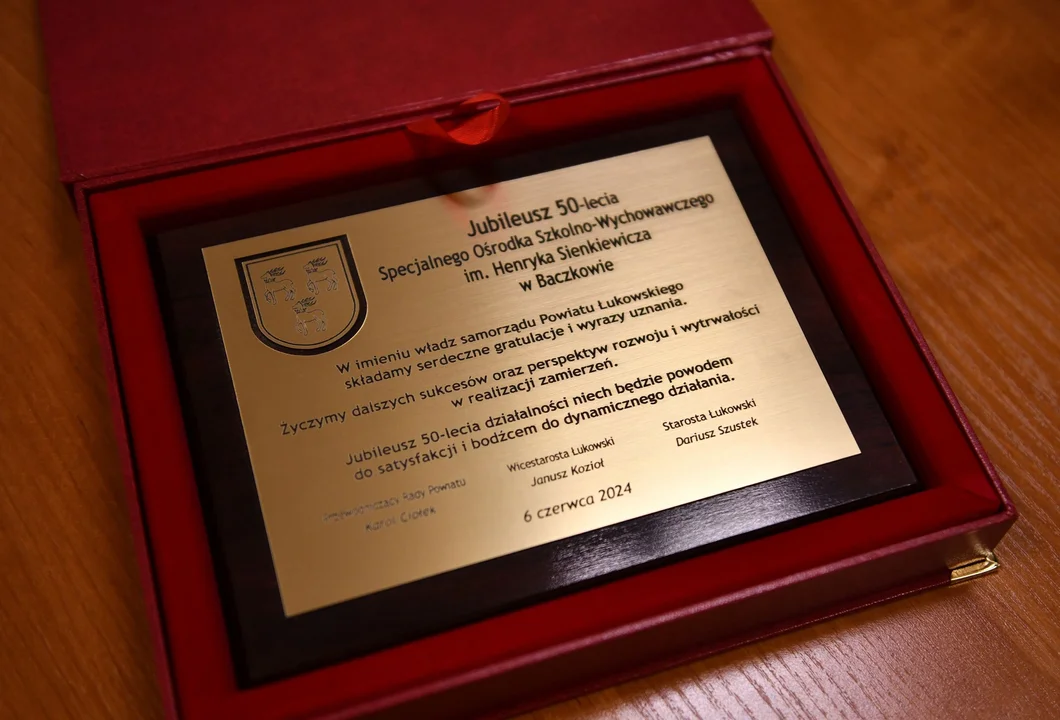 Jubileusz 50-lecia
Specjalnego Ośrodka Szkolno-Wychowawczego
im. Henryka Sienkiewicza
w Baczkowie
W imieniu władz samorządu Powiatu Łukowskiego
składamy serdeczne gratulacje i wyrazy uznania.
Życzymy dalszych sukcesów oraz perspektyw rozwoju i wytrwałości
w realizacji zamierzeń.
Jubileusz 50-lecia działalności niech będzie powodem
do satysfakcji i bodźcem do dynamicznego działania.
Przewodniczący Rady Powiatu
Karol Ciołek
Wicestarosta Łukowski
Janusz Kozioł
Starosta Łukowski
Dariusz Szustek
6 czerwca 2024